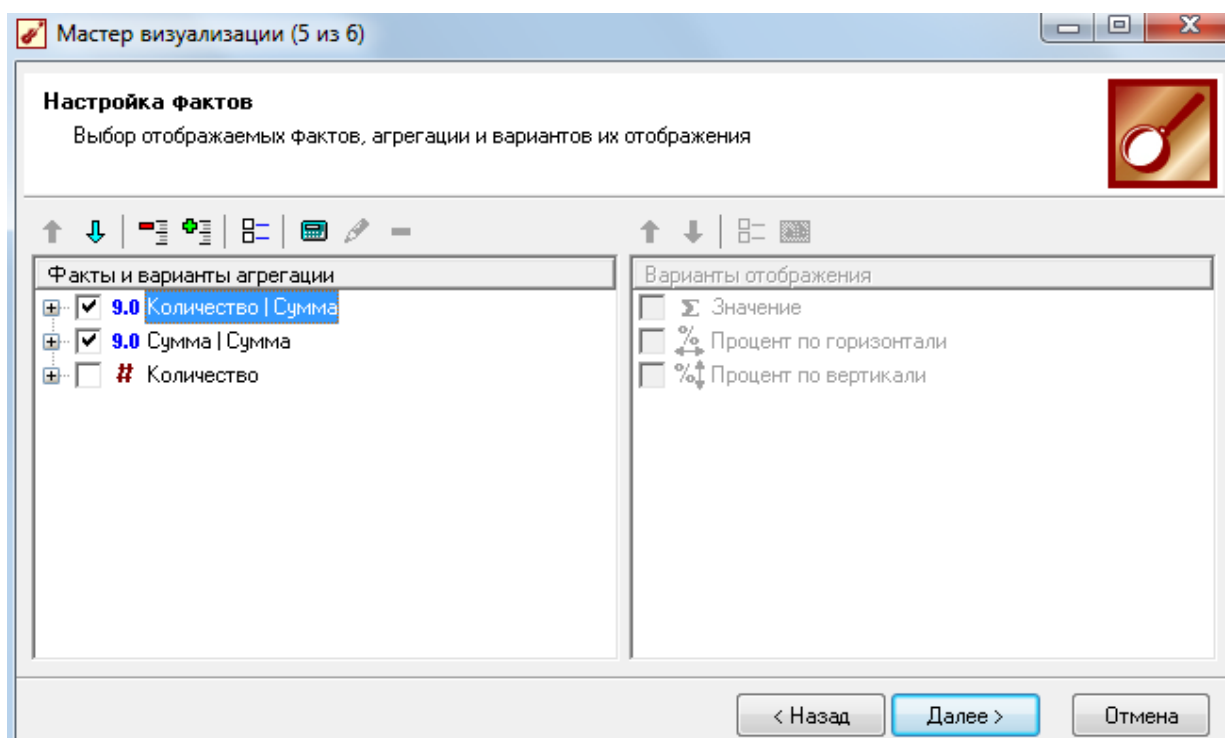 Мастер визуализации (5 из 6)
Настройка фактов
Выбор отображаемых фактов, агрегации и вариантов их отображения
Факты и варианты агрегации
9.0 Количество | Сумма
9.0 Сумма | Сумма
# Количество
Варианты отображения
Σ Значение
% Процент по горизонтали
% Процент по вертикали
< Назад
Далее >
Отмена